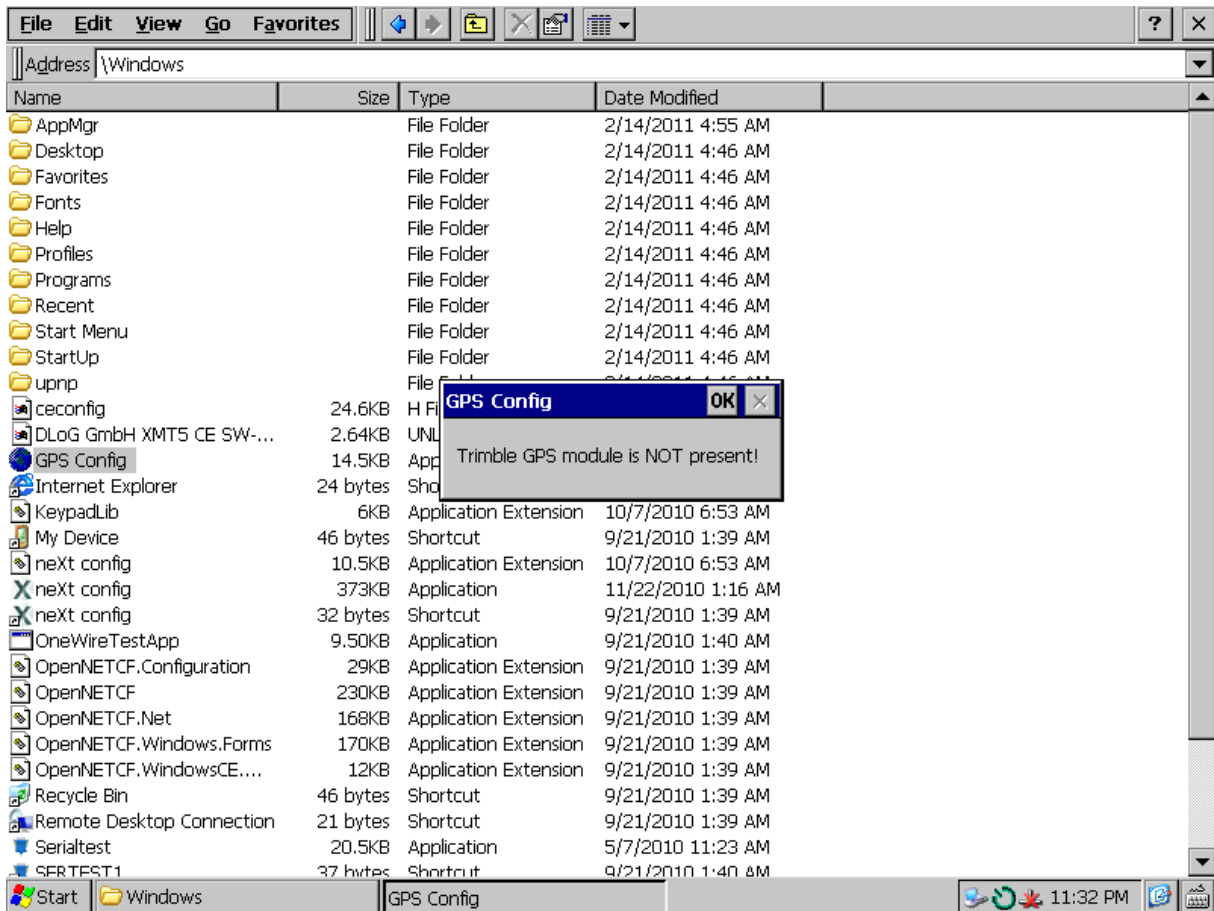 File Edit View Go Favorites ?
Address \Windows
Name Size Type Date Modified
AppMgr File Folder 2/14/2011 4:55 AM
Desktop File Folder 2/14/2011 4:46 AM
Favorites File Folder 2/14/2011 4:46 AM
Fonts File Folder 2/14/2011 4:46 AM
Help File Folder 2/14/2011 4:46 AM
Profiles File Folder 2/14/2011 4:46 AM
Programs File Folder 2/14/2011 4:46 AM
Recent File Folder 2/14/2011 4:46 AM
Start Menu File Folder 2/14/2011 4:46 AM
StartUp File Folder 2/14/2011 4:46 AM
upnp File
ceconfig 24.6KB H Fi
DLoG GmbH XMT5 CE SW-... 2.64KB UNL
GPS Config 14.5KB App
Internet Explorer 24 bytes Sho
GPS Config OK
Trimble GPS module is NOT present!
KeypadLib 6KB Application Extension 10/7/2010 6:53 AM
My Device 46 bytes Shortcut 9/21/2010 1:39 AM
neXt config 10.5KB Application Extension 10/7/2010 6:53 AM
neXt config 373KB Application 11/22/2010 1:16 AM
neXt config 32 bytes Shortcut 9/21/2010 1:39 AM
OneWireTestApp 9.50KB Application 9/21/2010 1:40 AM
OpenNETCF.Configuration 29KB Application Extension 9/21/2010 1:39 AM
OpenNETCF 230KB Application Extension 9/21/2010 1:39 AM
OpenNETCF.Net 168KB Application Extension 9/21/2010 1:39 AM
OpenNETCF.Windows.Forms 170KB Application Extension 9/21/2010 1:39 AM
OpenNETCF.WindowsCE.... 12KB Application Extension 9/21/2010 1:39 AM
Recycle Bin 46 bytes Shortcut 9/21/2010 1:39 AM
Remote Desktop Connection 21 bytes Shortcut 9/21/2010 1:39 AM
Serialtest 20.5KB Application 5/7/2010 11:23 AM
SERTEST1 37 bytes Shortcut 9/21/2010 1:40 AM
Start Windows GPS Config 11:32 PM